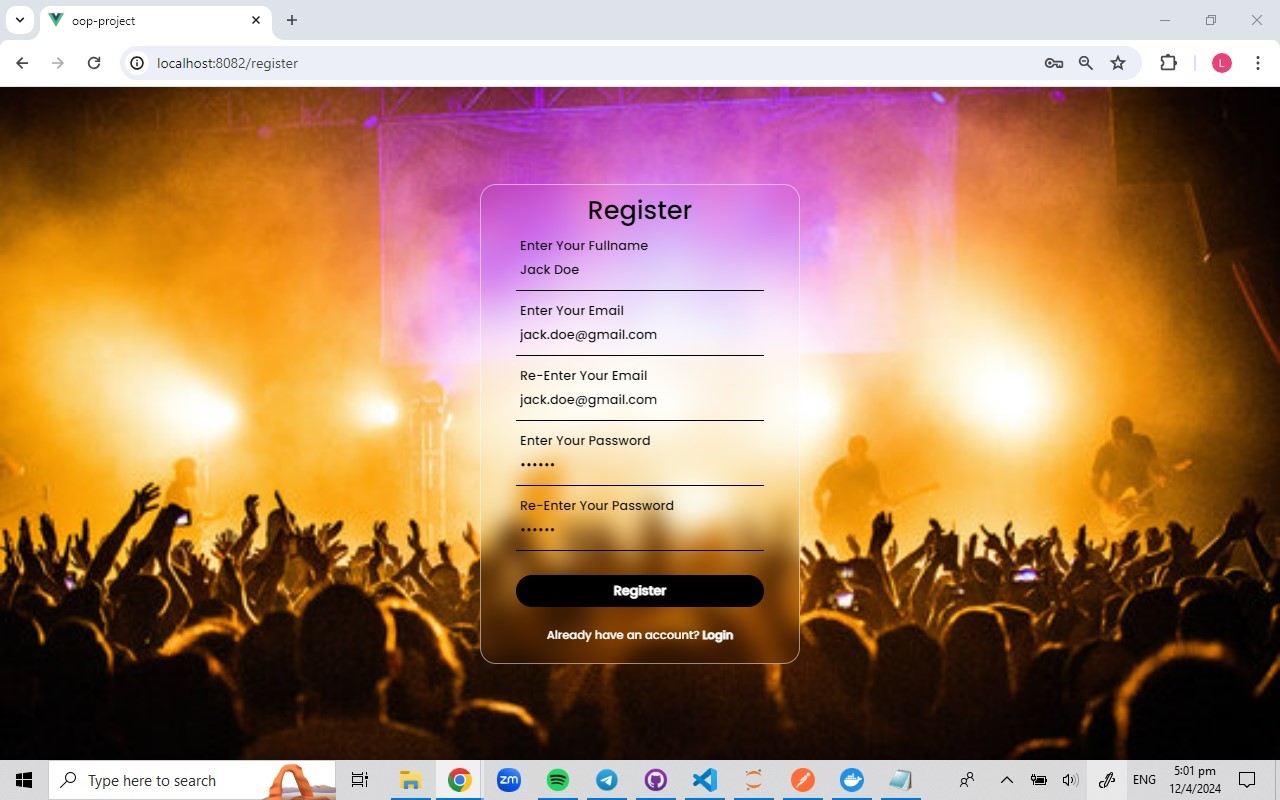 oop-project
localhost:8082/register
L
Register
Enter Your Fullname
Jack Doe
Enter Your Email
jack.doe@gmail.com
Re-Enter Your Email
jack.doe@gmail.com
Enter Your Password
••••••
Re-Enter Your Password
••••••
Register
Already have an account? Login
Type here to search
zm
ENG
5:01 pm
12/4/2024